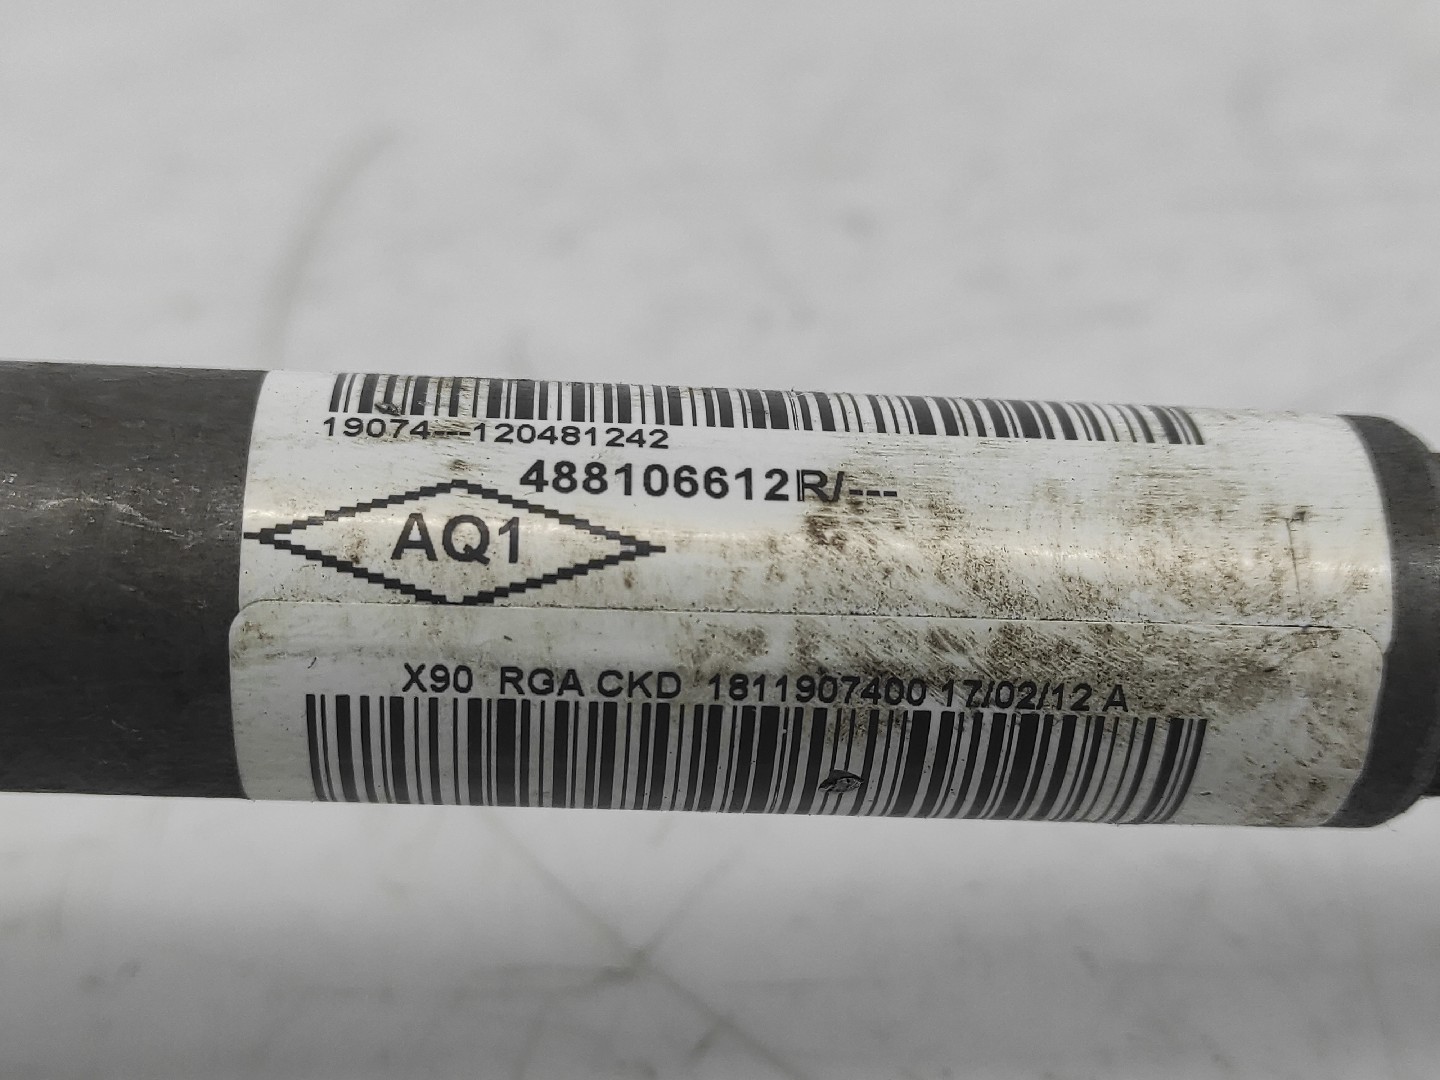 19074---120481242
488106612R/---
AQ1
X90 RGA CKD 1811907400 17/02/12 A